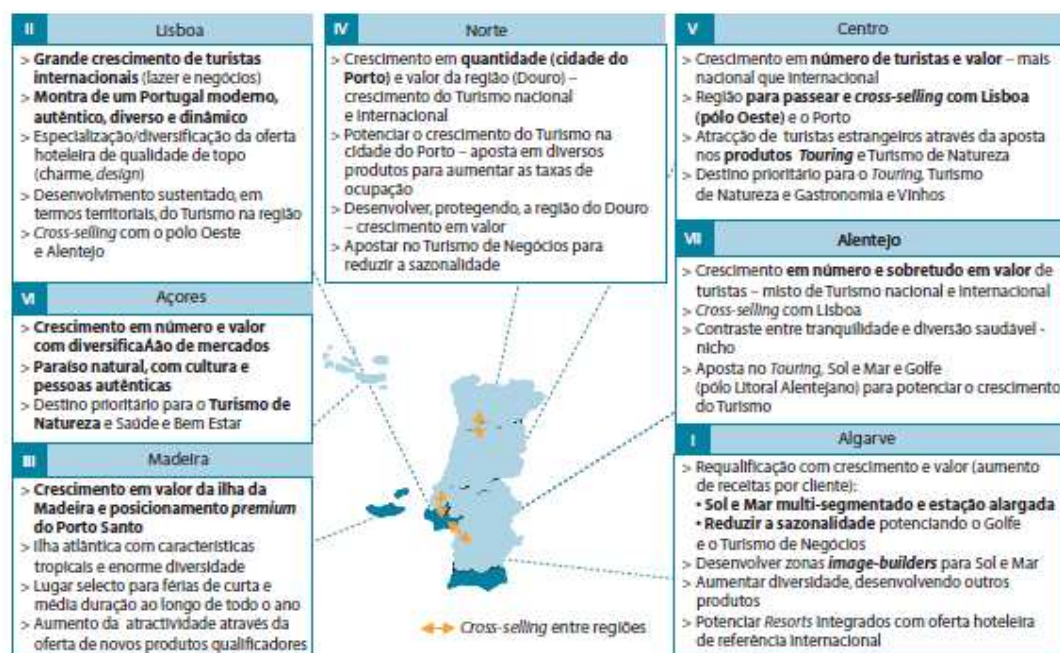 II Lisboa
> Grande crescimento de turistas
internacionais (lazer e negócios)
> Montra de um Portugal moderno,
autêntico, diverso e dinâmico
> Especialização/diversificação da oferta
hoteleira de qualidade de topo
(charme, design)
> Desenvolvimento sustentado, em
termos territoriais, do Turismo na região
> Cross-selling com o pólo Oeste
e Alentejo
IV Norte
> Crescimento em quantidade (cidade do
Porto) e valor da região (Douro) –
crescimento do Turismo nacional
e internacional
> Potenciar o crescimento do Turismo na
cidade do Porto – aposta em diversos
produtos para aumentar as taxas de
ocupação
> Desenvolver, protegendo, a região do Douro
– crescimento em valor
> Apostar no Turismo de Negócios para
reduzir a sazonalidade
V Centro
> Crescimento em número de turistas e valor – mais
nacional que internacional
> Região para passear e cross-selling com Lisboa
(pólo Oeste) e o Porto
> Atracção de turistas estrangeiros através da aposta
nos produtos Touring e Turismo de Natureza
> Destino prioritário para o Touring, Turismo
de Natureza e Gastronomia e Vinhos
VI Açores
> Crescimento em número e valor
com diversificaÁão de mercados
> Paraíso natural, com cultura e
pessoas autênticas
> Destino prioritário para o Turismo de
Natureza e Saúde e Bem Estar
VII Alentejo
> Crescimento em número e sobretudo em valor de
turistas – misto de Turismo nacional e internacional
> Cross-selling com Lisboa
> Contraste entre tranquilidade e diversão saudável -
nicho
> Aposta no Touring, Sol e Mar e Golfe
(pólo Litoral Alentejano) para potenciar o crescimento
do Turismo
III Madeira
> Crescimento em valor da ilha da
Madeira e posicionamento premium
do Porto Santo
> Ilha atlântica com características
tropicais e enorme diversidade
> Lugar selecto para férias de curta e
média duração ao longo de todo o ano
> Aumento da atractividade através da
oferta de novos produtos qualificadores
I Algarve
> Requalificação com crescimento e valor (aumento
de receitas por cliente):
• Sol e Mar multi-segmentado e estação alargada
• Reduzir a sazonalidade potenciando o Golfe
e o Turismo de Negócios
> Desenvolver zonas image-builders para Sol e Mar
> Aumentar diversidade, desenvolvendo outros
produtos
> Potenciar Resorts integrados com oferta hoteleira
de referência internacional
Cross-selling entre regiões